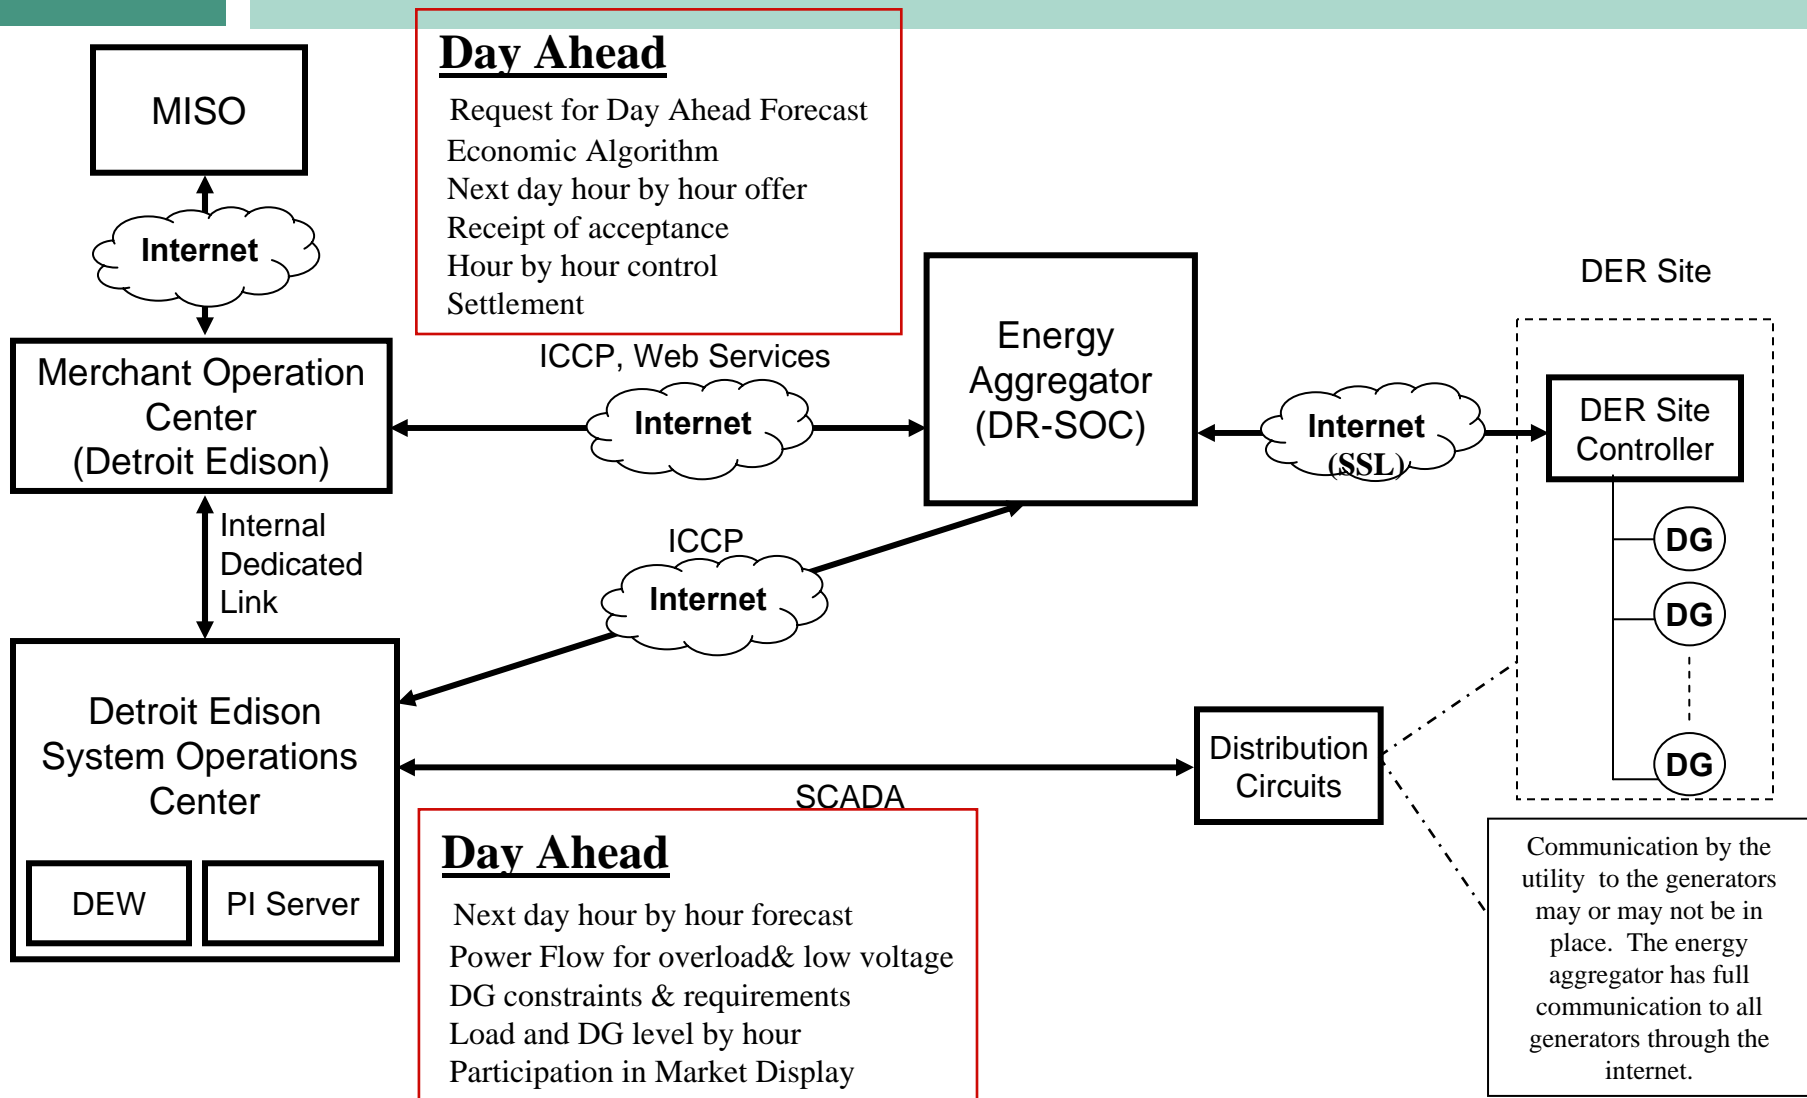 Day Ahead
Request for Day Ahead Forecast
Economic Algorithm
Next day hour by hour offer
Receipt of acceptance
Hour by hour control
Settlement
MISO
Internet
Merchant Operation
Center
(Detroit Edison)
ICCP, Web Services
Internet
Energy
Aggregator
(DR-SOC)
Internet
(SSL)
DER Site
DER Site
Controller
DG
DG
DG
Internal
Dedicated
Link
ICCP
Internet
Detroit Edison
System Operations
Center
DEW
PI Server
SCADA
Distribution
Circuits
Day Ahead
Next day hour by hour forecast
Power Flow for overload& low voltage
DG constraints & requirements
Load and DG level by hour
Participation in Market Display
Communication by the
utility to the generators
may or may not be in
place. The energy
aggregator has full
communication to all
generators through the
internet.